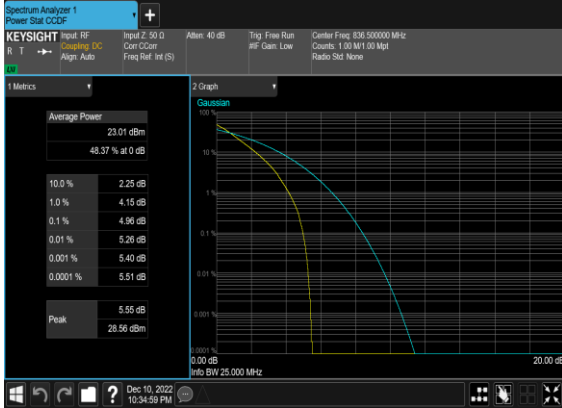 Spectrum Analyzer 1
Power Stat CCDF
+
KEYSIGHT
R T
LXI
Input: RF
Coupling: DC
Align: Auto
Input Z: 50 Ω
Corr CCorr
Freq Ref: Int (S)
Atten: 40 dB
Trig: Free Run
#IF Gain: Low
Center Freq: 836.500000 MHz
Counts: 1.00 M/1.00 Mpt
Radio Std: None
1 Metrics
Average Power
23.01 dBm
48.37 % at 0 dB
10.0 % 2.25 dB
1.0 % 4.15 dB
0.1 % 4.96 dB
0.01 % 5.26 dB
0.001 % 5.40 dB
0.0001 % 5.51 dB
Peak
5.55 dB
28.56 dBm
2 Graph
Gaussian
100 %
10 %
1 %
0.1 %
0.01 %
0.001 %
0.0001 %
0.00 dB
20.00 dB
Info BW 25.000 MHz
?
Dec 10, 2022
10:34:59 PM